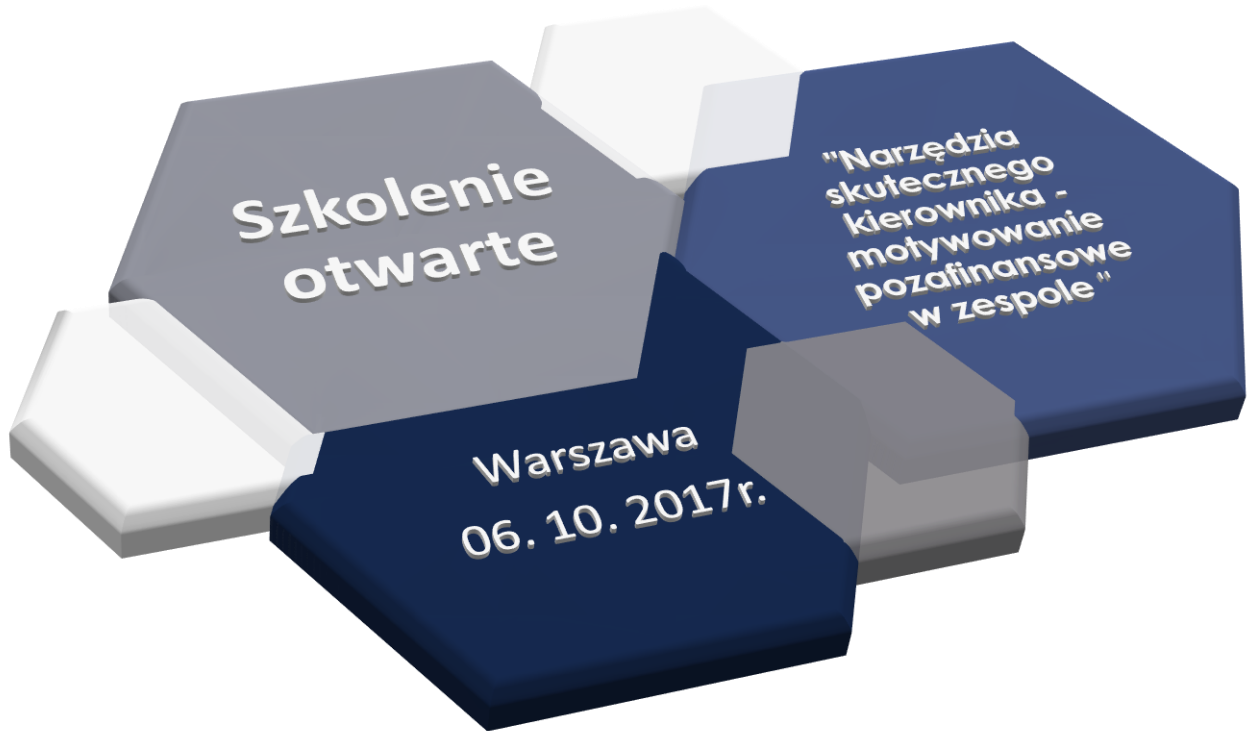 Szkolenie
otwarte
"Narzędzia
skutecznego
kierownika -
motywowanie
pozafinansowe
w zespole"
Warszawa
06. 10. 2017r.